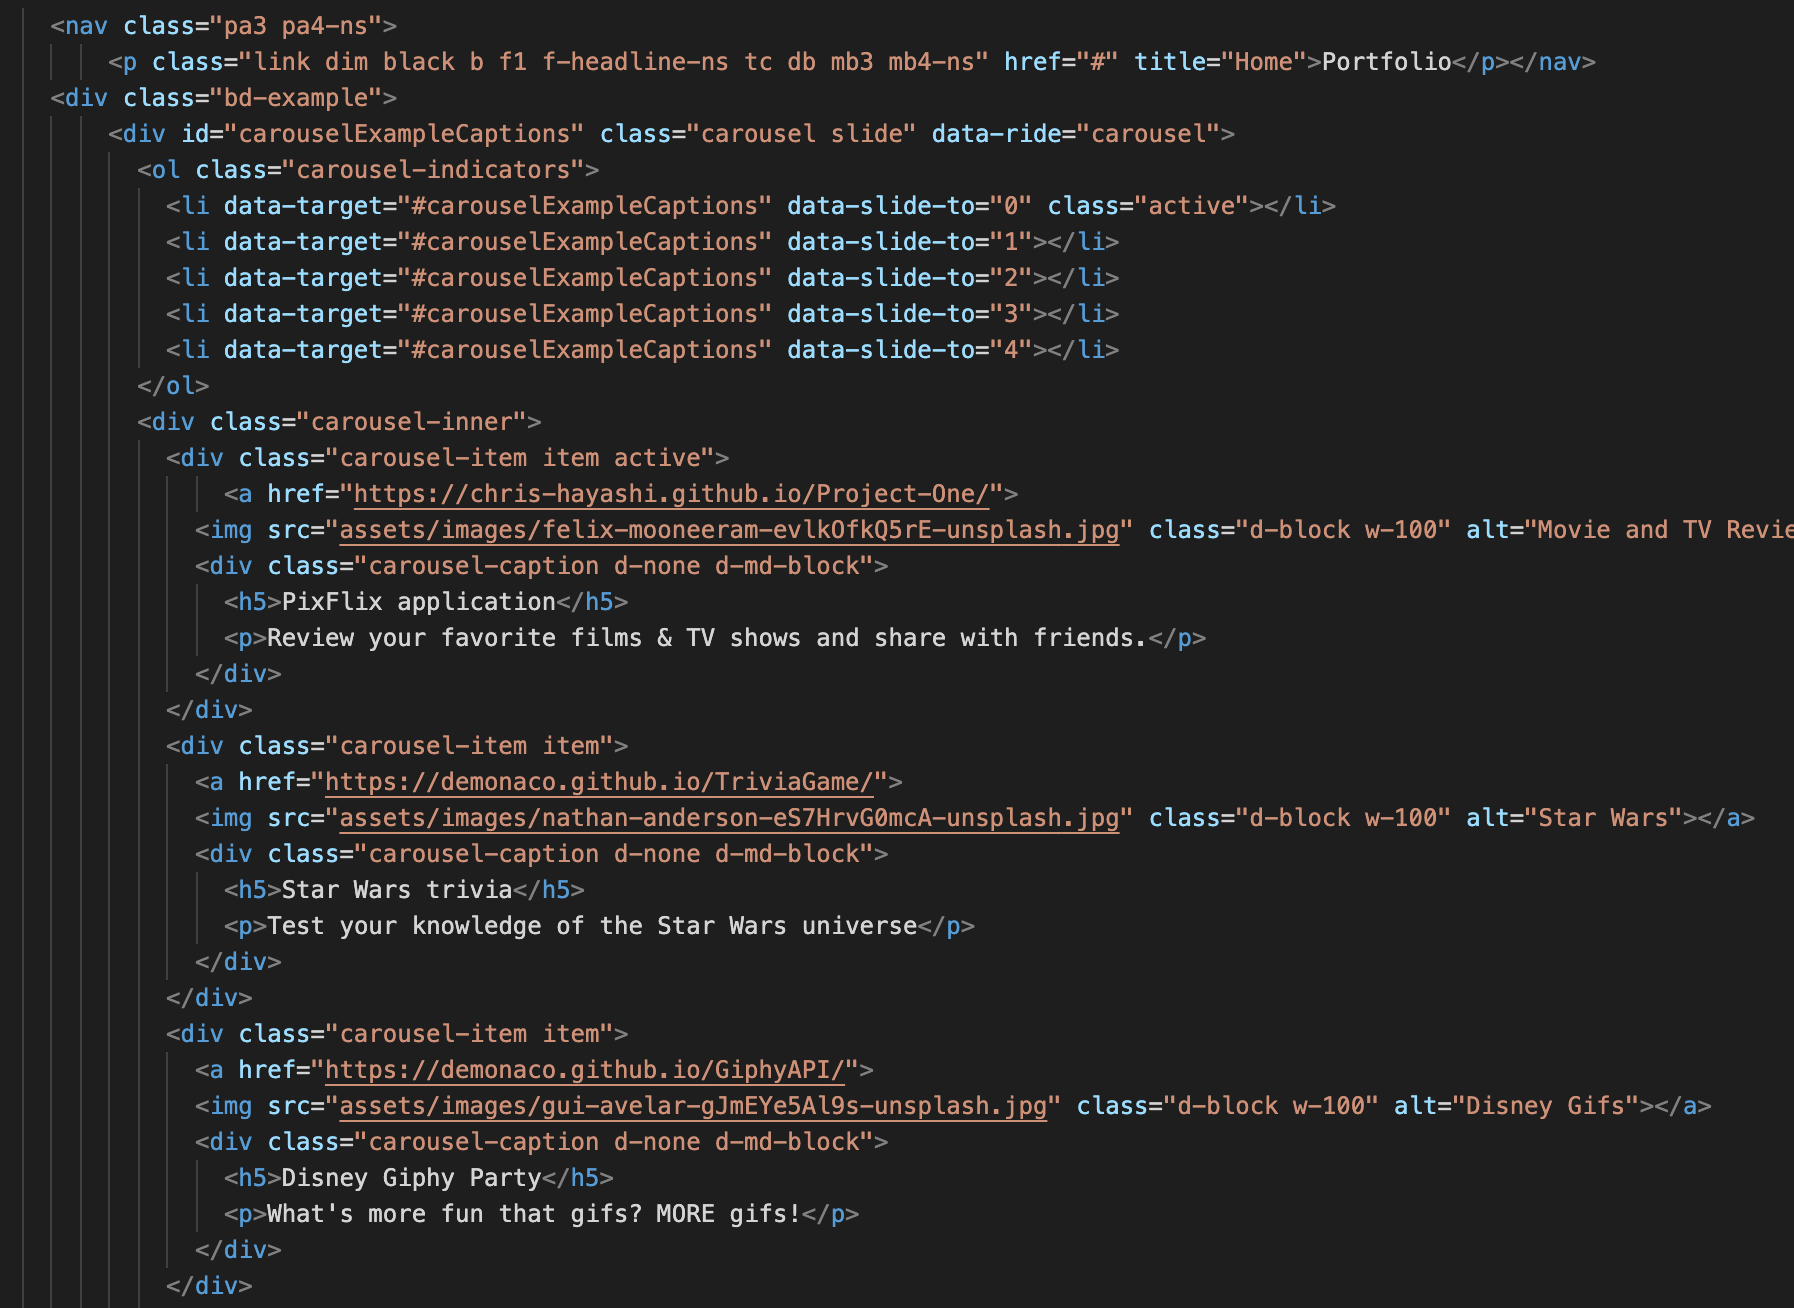 <nav class="pa3 pa4-ns">
<p class="link dim black b f1 f-headline-ns tc db mb3 mb4-ns" href="#" title="Home">Portfolio</p></nav>
<div class="bd-example">
<div id="carouselExampleCaptions" class="carousel slide" data-ride="carousel">
<ol class="carousel-indicators">
<li data-target="#carouselExampleCaptions" data-slide-to="0" class="active"></li>
<li data-target="#carouselExampleCaptions" data-slide-to="1"></li>
<li data-target="#carouselExampleCaptions" data-slide-to="2"></li>
<li data-target="#carouselExampleCaptions" data-slide-to="3"></li>
<li data-target="#carouselExampleCaptions" data-slide-to="4"></li>
</ol>
<div class="carousel-inner">
<div class="carousel-item item active">
<a href="https://chris-hayashi.github.io/Project-One/">
<img src="assets/images/felix-mooneeram-evlkOfkQ5rE-unsplash.jpg" class="d-block w-100" alt="Movie and TV Revie
<div class="carousel-caption d-none d-md-block">
<h5>PixFlix application</h5>
<p>Review your favorite films & TV shows and share with friends.</p>
</div>
</div>
<div class="carousel-item item">
<a href="https://demonaco.github.io/TriviaGame/">
<img src="assets/images/nathan-anderson-eS7HrvG0mcA-unsplash.jpg" class="d-block w-100" alt="Star Wars"></a>
<div class="carousel-caption d-none d-md-block">
<h5>Star Wars trivia</h5>
<p>Test your knowledge of the Star Wars universe</p>
</div>
</div>
<div class="carousel-item item">
<a href="https://demonaco.github.io/GiphyAPI/">
<img src="assets/images/gui-avelar-gJmEYe5Al9s-unsplash.jpg" class="d-block w-100" alt="Disney Gifs"></a>
<div class="carousel-caption d-none d-md-block">
<h5>Disney Giphy Party</h5>
<p>What's more fun that gifs? MORE gifs!</p>
</div>
</div>